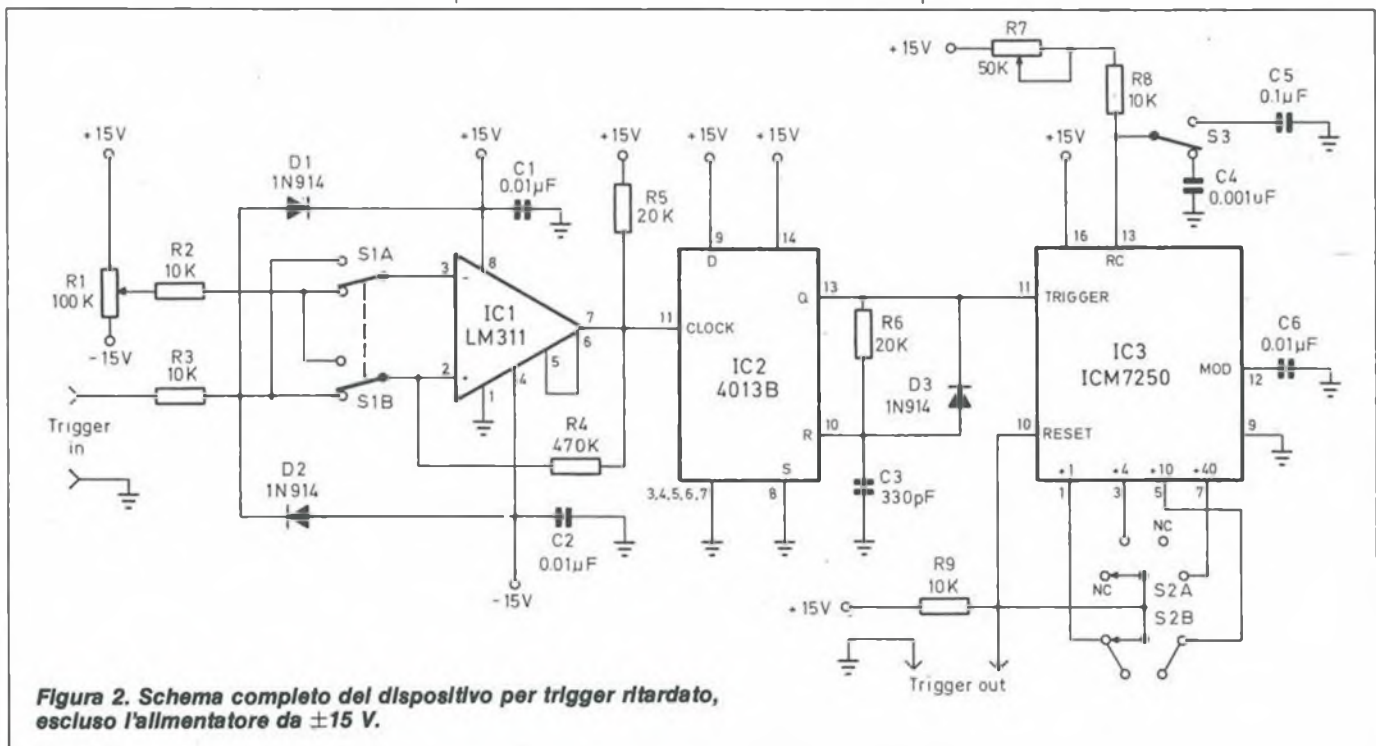 R7
+15V
50K
R8
10K
C5
0.1µF
S3
C4
0.001uF
+15V
D1
1N914
+15V
C1
0.01µF
+15V
R5
20K
+15V
+15V
+15V
R1
100K
-15V
R2
10K
S1A
3
-
8
IC1
LM311
7
6
5
4
2
+
1
R3
10K
S1B
Trigger
in
R4
470K
D2
1N914
C2
0.01µF
-15V
9
D
14
11
CLOCK
IC2
4013B
Q
13
R
10
3,4,5,6,7
S
8
R6
20K
D3
1N914
C3
330pF
16
13
RC
11
TRIGGER
IC3
ICM7250
MOD
12
C6
0.01µF
10
RESET
9
+1
+4
+10
+40
1
3
5
7
NC
NC
S2A
S2B
R9
10K
+15V
Trigger out
Figura 2. Schema completo del dispositivo per trigger ritardato,
escluso l'alimentatore da ±15 V.